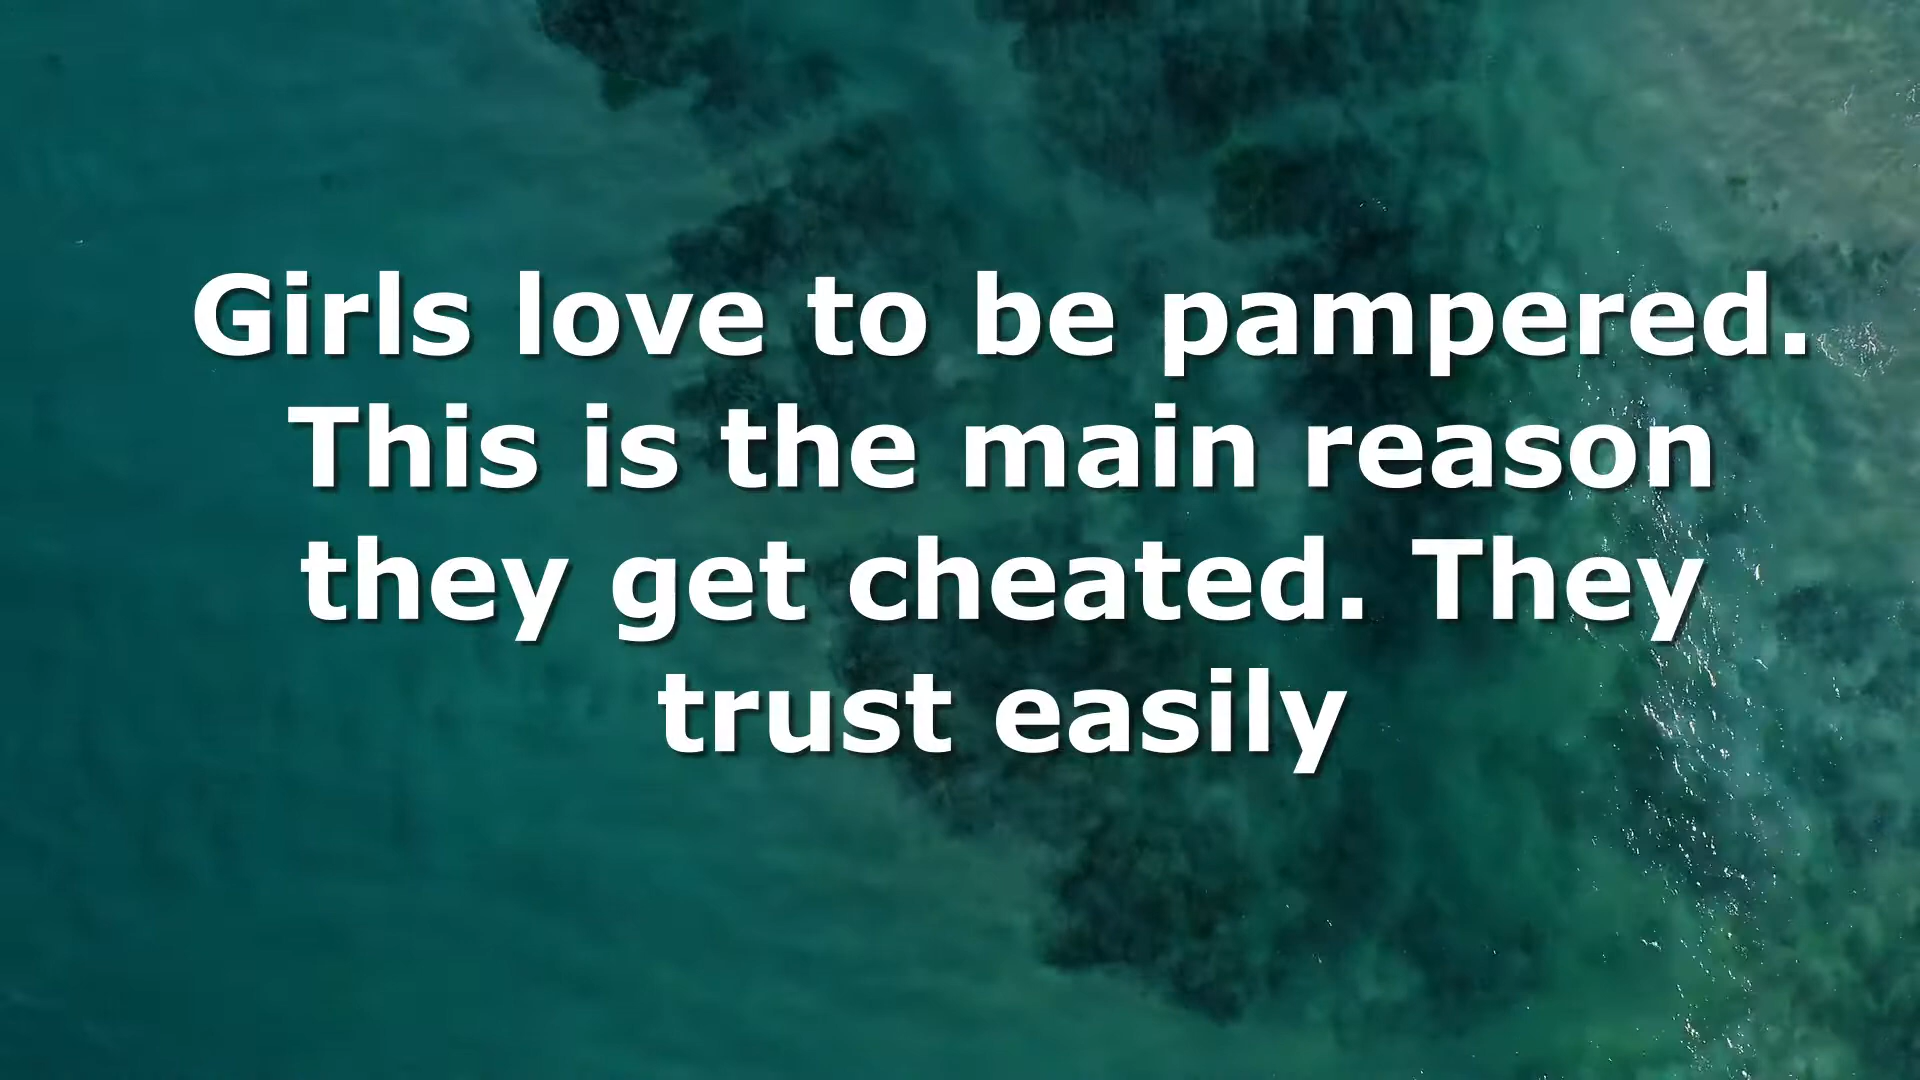 Girls love to be pampered.
This is the main reason
they get cheated. They
trust easily